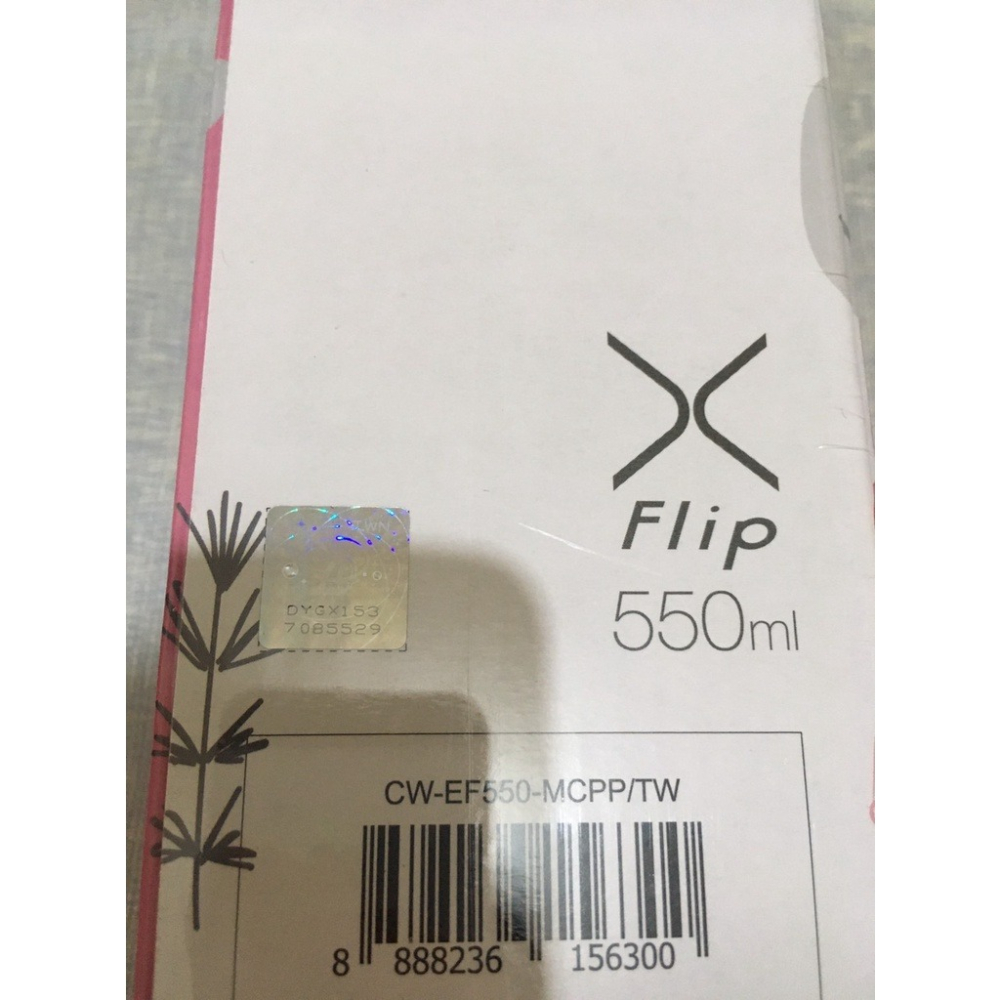 Flip
550ml
DYGX153
7085529
CW-EF550-MCPP/TW
8 888236 156300